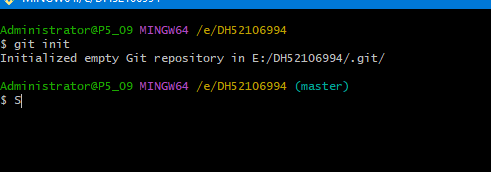 Administrator@P5_09 MINGW64 /e/DH52106994
$ git init
Initialized empty Git repository in E:/DH52106994/.git/
Administrator@P5_09 MINGW64 /e/DH52106994 (master)
$ S